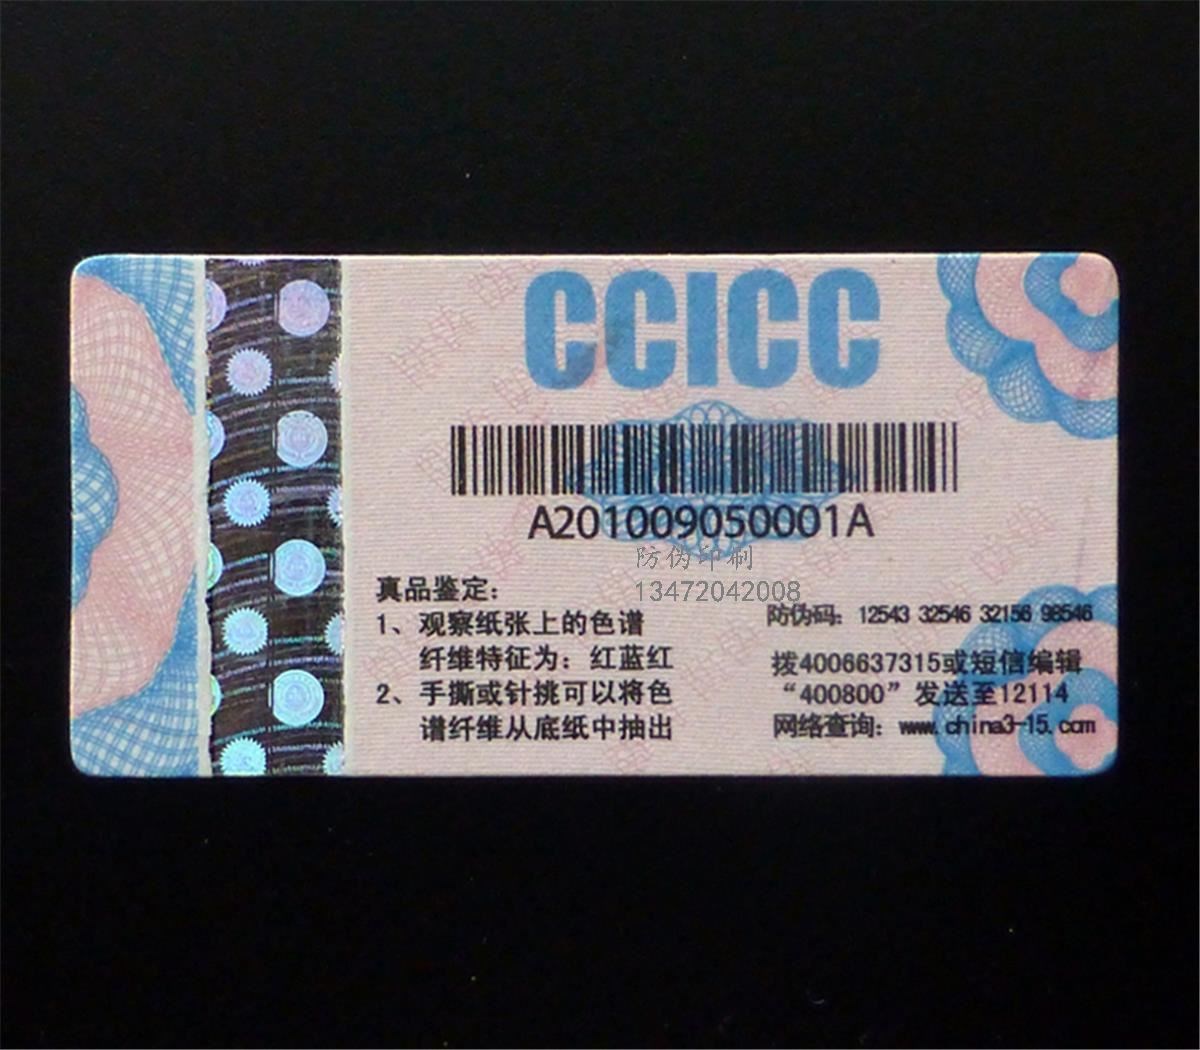 CCICC
A201009050001A
防伪印刷
13472042008
真品鉴定：
1、观察纸张上的色谱
纤维特征为：红蓝红
2、手撕或针挑可以将色
谱纤维从底纸中抽出
防伪码：12543 32546 32156 98546
拨4006637315或短信编辑
“400800”发送至12114
网络查询：www.china3-15.com